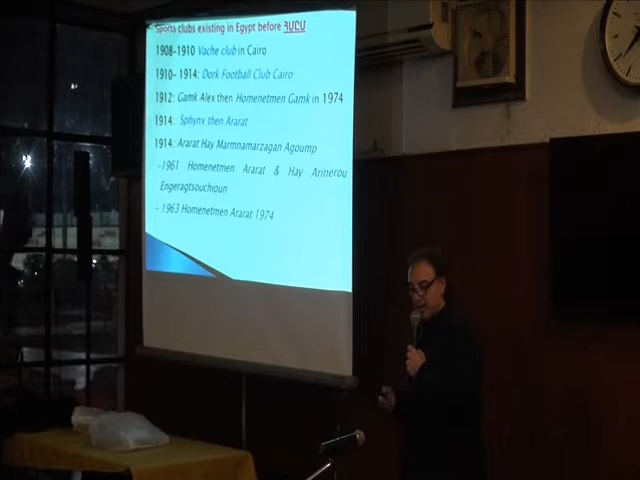 Sports clubs existing in Egypt before ՀՄԸՄ
1908-1910 Vache club in Cairo
1910- 1914: Dork Football Club Cairo
1912: Gamk Alex then Homenetmen Gamk in 1974
1914: Sphynx then Ararat
1914: Ararat Hay Marmnamarzagan Agoump
-1961 Homenetmen Ararat & Hay Arinerou
Engeragtsouchioun
- 1963 Homenetmen Ararat 1974